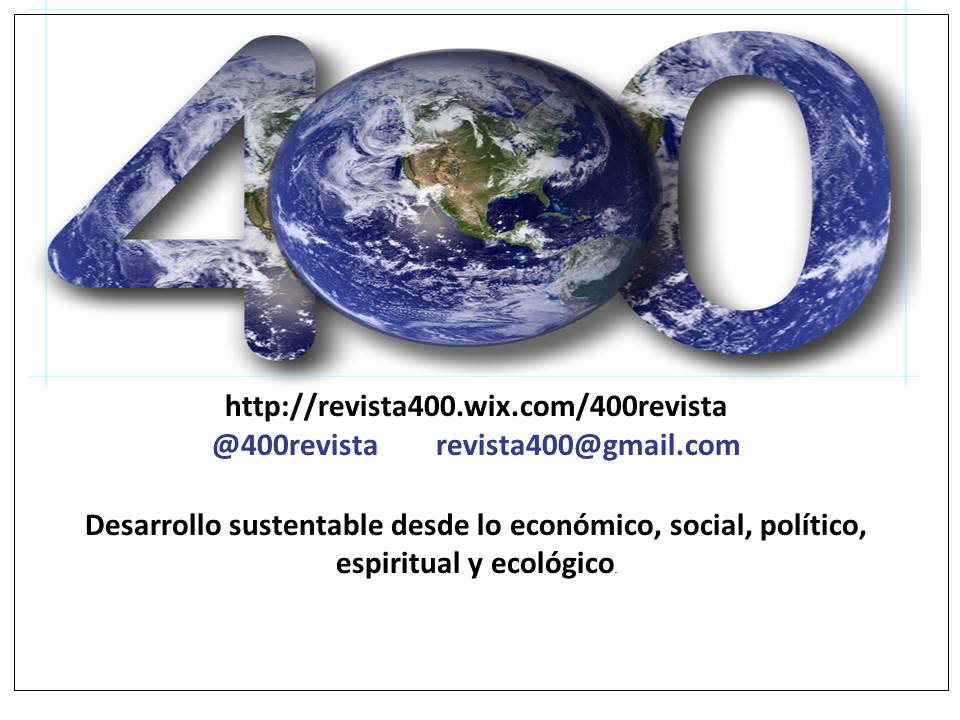 400
http://revista400.wix.com/400revista
@400revista revista400@gmail.com
Desarrollo sustentable desde lo económico, social, político,
espiritual y ecológico.